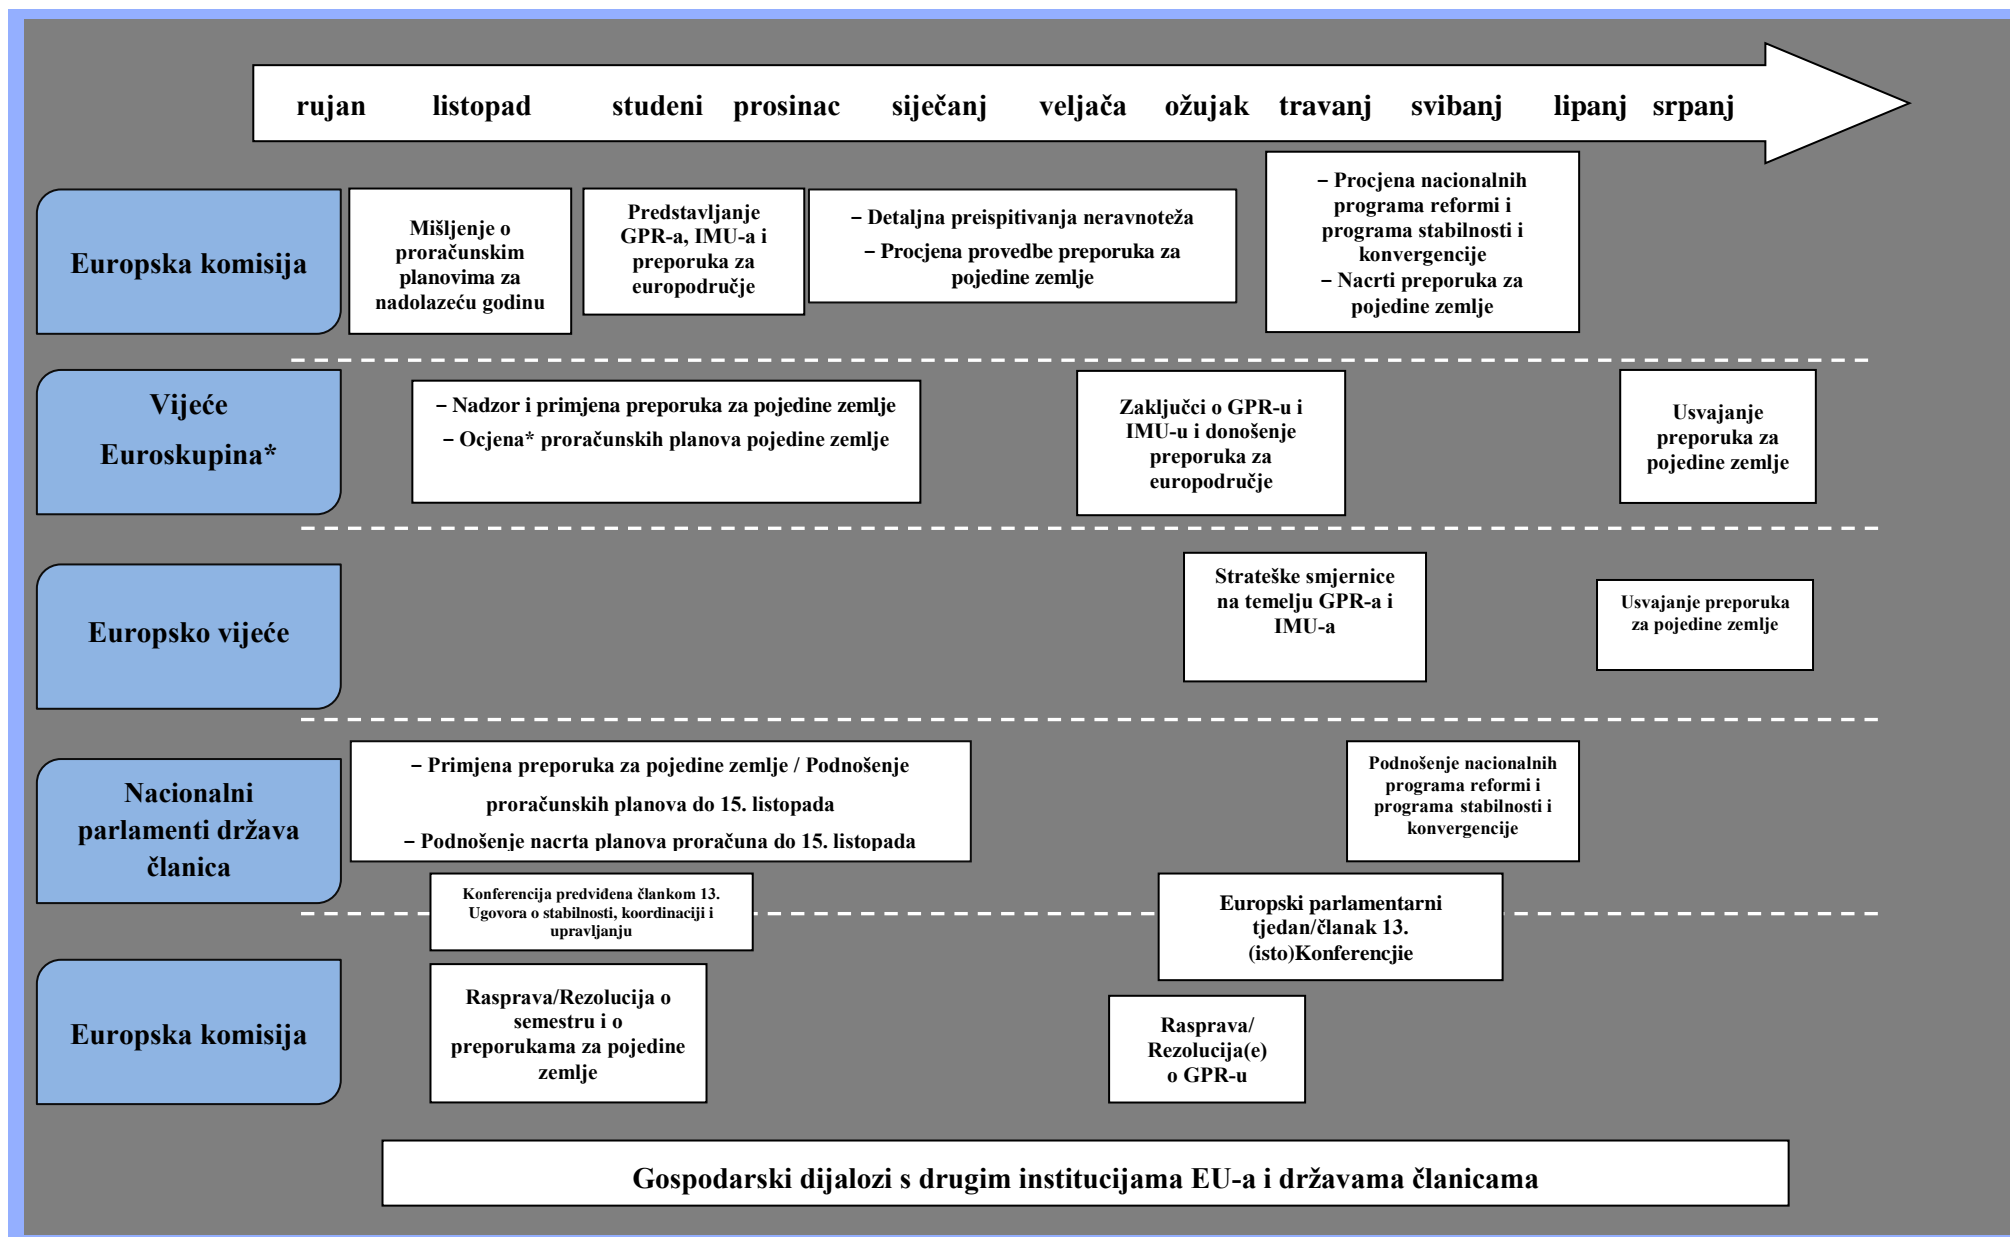 rujan listopad studeni prosinac siječanj veljača ožujak travanj svibanj lipanj srpanj
Europska komisija
Mišljenje o
proračunskim
planovima za
nadolazeću godinu
Predstavljanje
GPR-a, IMU-a i
preporuka za
europodručje
– Detaljna preispitivanja neravnoteža
– Procjena provedbe preporuka za
pojedine zemlje
– Procjena nacionalnih
programa reformi i
programa stabilnosti i
konvergencije
– Nacrti preporuka za
pojedine zemlje
Vijeće
Euroskupina*
– Nadzor i primjena preporuka za pojedine zemlje
– Ocjena* proračunskih planova pojedine zemlje
Zaključci o GPR-u i
IMU-u i donošenje
preporuka za
europodručje
Usvajanje
preporuka za
pojedine zemlje
Europsko vijeće
Strateške smjernice
na temelju GPR-a i
IMU-a
Usvajanje preporuka
za pojedine zemlje
Nacionalni
parlamenti država
članica
– Primjena preporuka za pojedine zemlje / Podnošenje
proračunskih planova do 15. listopada
– Podnošenje nacrta planova proračuna do 15. listopada
Podnošenje nacionalnih
programa reformi i
programa stabilnosti i
konvergencije
Konferencija predviđena člankom 13.
Ugovora o stabilnosti, koordinaciji i
upravljanju
Europski parlamentarni
tjedan/članak 13.
(isto)Konferencjie
Europska komisija
Rasprava/Rezolucija o
semestru i o
preporukama za pojedine
zemlje
Rasprava/
Rezolucija(e)
o GPR-u
Gospodarski dijalozi s drugim institucijama EU-a i državama članicama